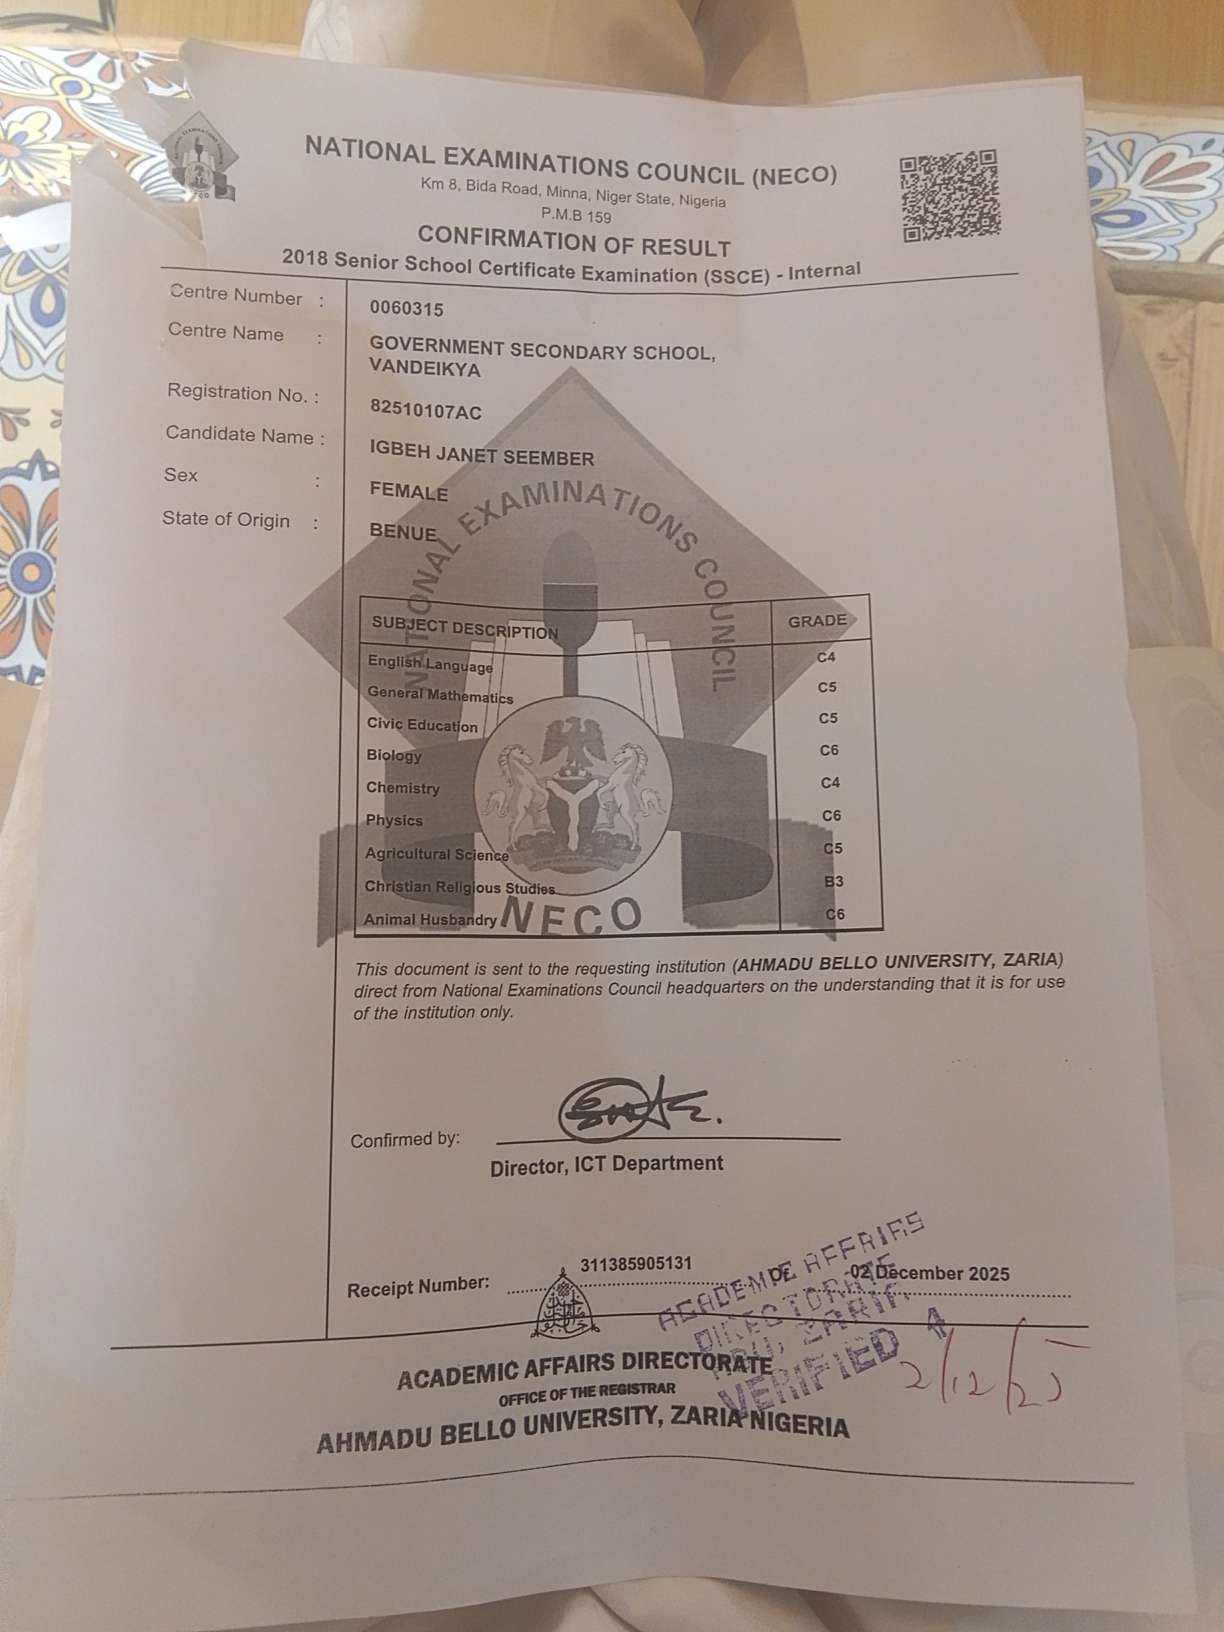 NATIONAL EXAMINATIONS COUNCIL (NECO)
Km 8, Bida Road, Minna, Niger State, Nigeria
P.M.B 159
CONFIRMATION OF RESULT
2018 Senior School Certificate Examination (SSCE) - Internal
Centre Number : 0060315
Centre Name : GOVERNMENT SECONDARY SCHOOL,
VANDEIKYA
Registration No. : 82510107AC
Candidate Name : IGBEH JANET SEEMBER
Sex : FEMALE
State of Origin : BENUE
NATIONAL EXAMINATIONS COUNCIL
SUBJECT DESCRIPTION GRADE
English Language C4
General Mathematics C5
Civic Education C5
Biology C6
Chemistry C4
Physics C6
Agricultural Science C5
Christian Religious Studies B3
Animal Husbandry C6
NECO
This document is sent to the requesting institution (AHMADU BELLO UNIVERSITY, ZARIA)
direct from National Examinations Council headquarters on the understanding that it is for use
of the institution only.
Confirmed by:
Director, ICT Department
Receipt Number: 311385905131 Of 02 December 2025
ACADEMIC AFFAIRS
DIRECTORATE
ABU, ZARIA
VERIFIED
2/12/25
ACADEMIC AFFAIRS DIRECTORATE
OFFICE OF THE REGISTRAR
AHMADU BELLO UNIVERSITY, ZARIA NIGERIA